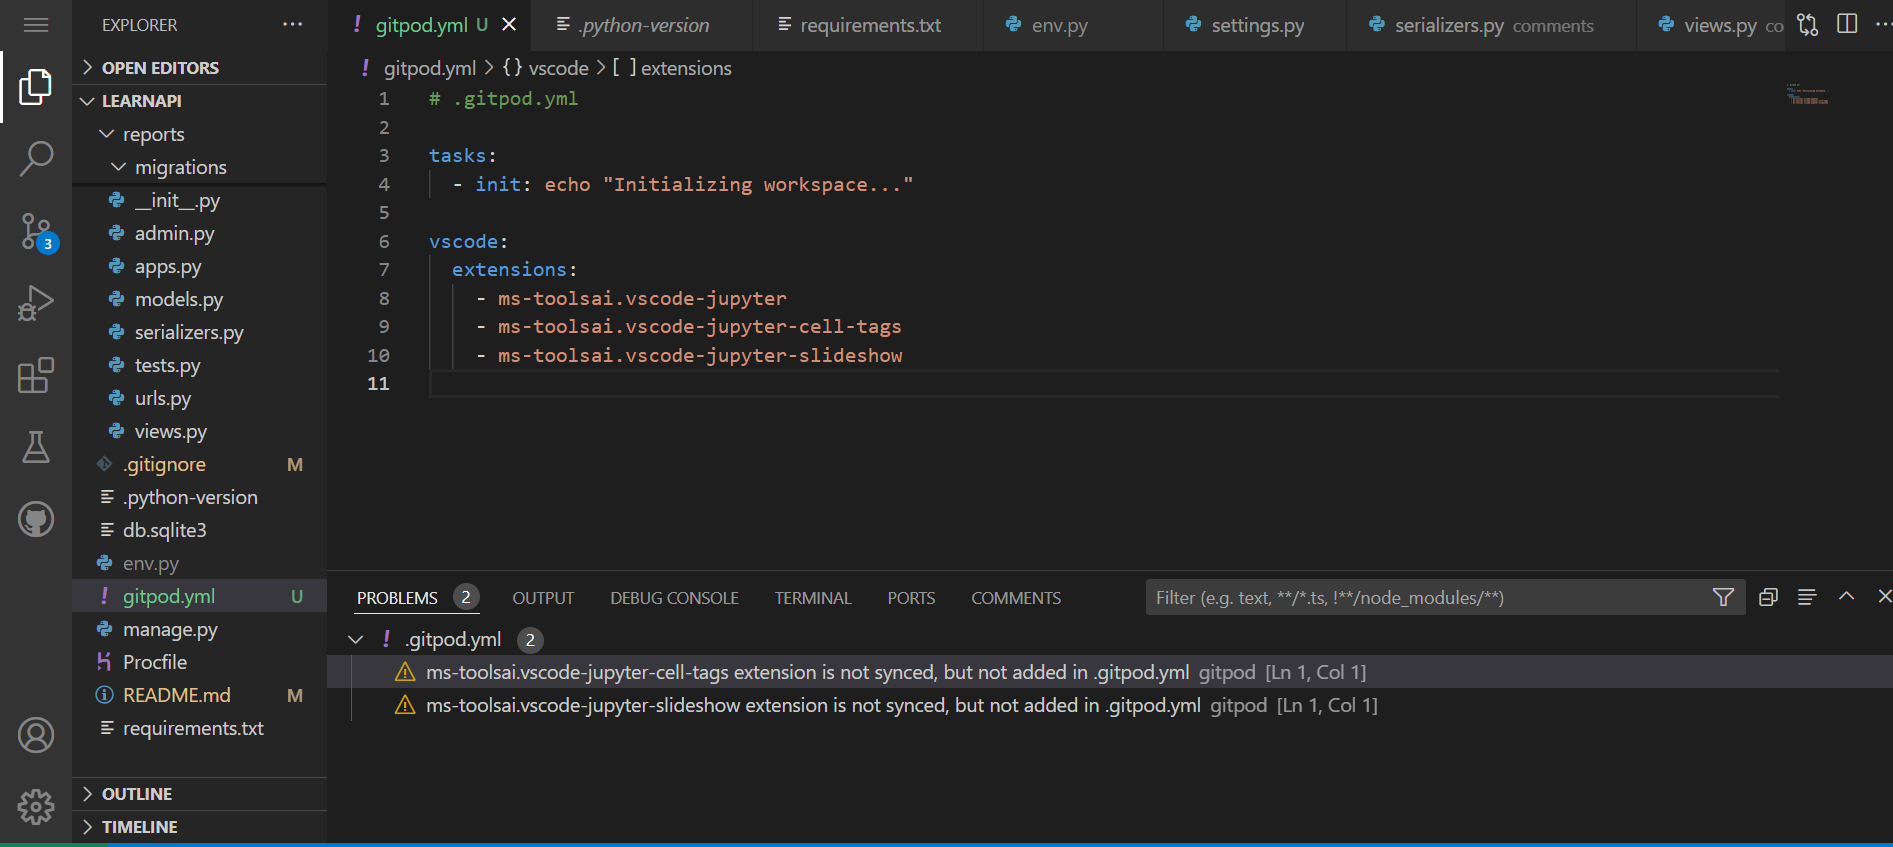 EXPLORER
OPEN EDITORS
LEARNAPI
reports
migrations
__init__.py
admin.py
apps.py
models.py
serializers.py
tests.py
urls.py
views.py
.gitignore M
.python-version
db.sqlite3
env.py
gitpod.yml U
manage.py
Procfile
README.md M
requirements.txt
OUTLINE
TIMELINE
3
gitpod.yml U
.python-version
requirements.txt
env.py
settings.py
serializers.py comments
views.py co
gitpod.yml > {} vscode > [ ] extensions
1 # .gitpod.yml
2
3 tasks:
4 - init: echo "Initializing workspace..."
5
6 vscode:
7 extensions:
8 - ms-toolsai.vscode-jupyter
9 - ms-toolsai.vscode-jupyter-cell-tags
10 - ms-toolsai.vscode-jupyter-slideshow
11
PROBLEMS 2 OUTPUT DEBUG CONSOLE TERMINAL PORTS COMMENTS
Filter (e.g. text, **/*.ts, !**/node_modules/**)
.gitpod.yml 2
ms-toolsai.vscode-jupyter-cell-tags extension is not synced, but not added in .gitpod.yml gitpod [Ln 1, Col 1]
ms-toolsai.vscode-jupyter-slideshow extension is not synced, but not added in .gitpod.yml gitpod [Ln 1, Col 1]